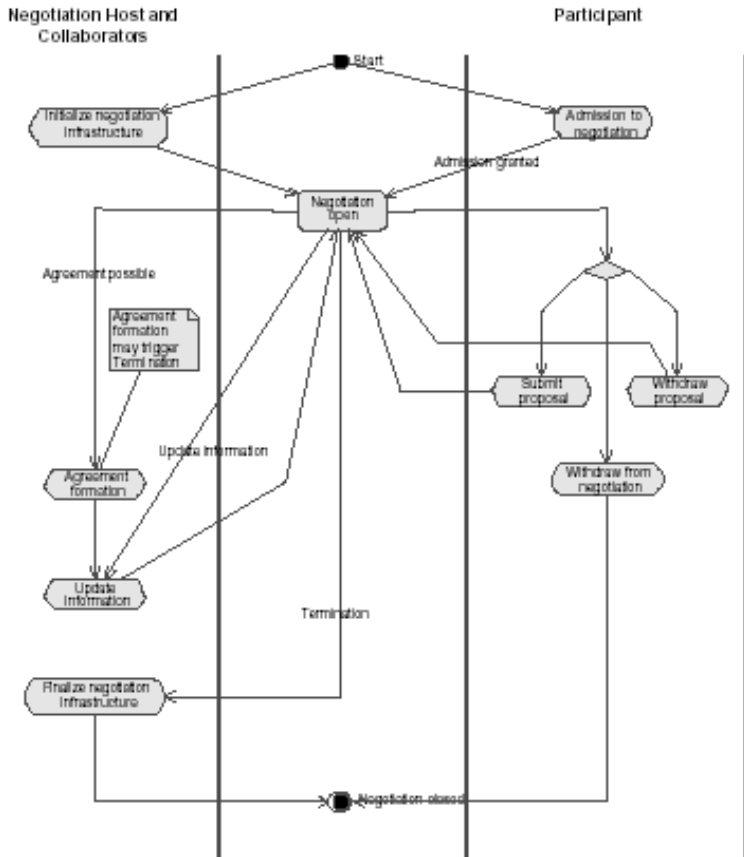 Negotiation Host and
Collaborators
Participant
Start
Initialize negotiation
Infrastructure
Admission to
negotiation
Admission granted
Negotiation
open
Agreement possible
Agreement
formation
may trigger
Termination
Submit
proposal
Withdraw
proposal
Update Information
Agreement
formation
Withdraw from
negotiation
Update
Information
Termination
Finalize negotiation
Infrastructure
Negotiation closed